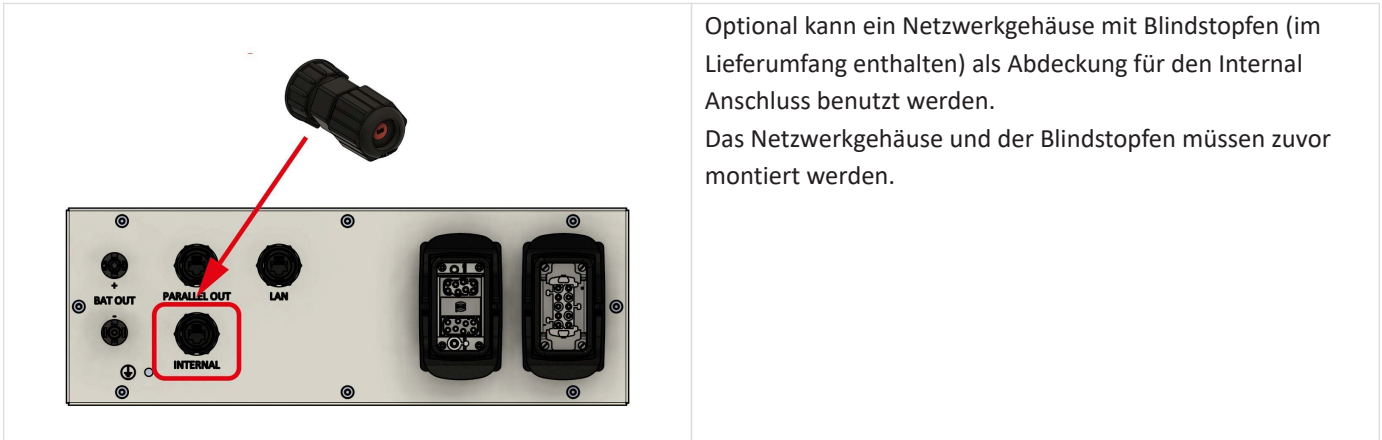 Optional kann ein Netzwerkgehäuse mit Blindstopfen (im
Lieferumfang enthalten) als Abdeckung für den Internal
Anschluss benutzt werden.
Das Netzwerkgehäuse und der Blindstopfen müssen zuvor
montiert werden.
+
BAT OUT
-
PARALLEL OUT
LAN
INTERNAL